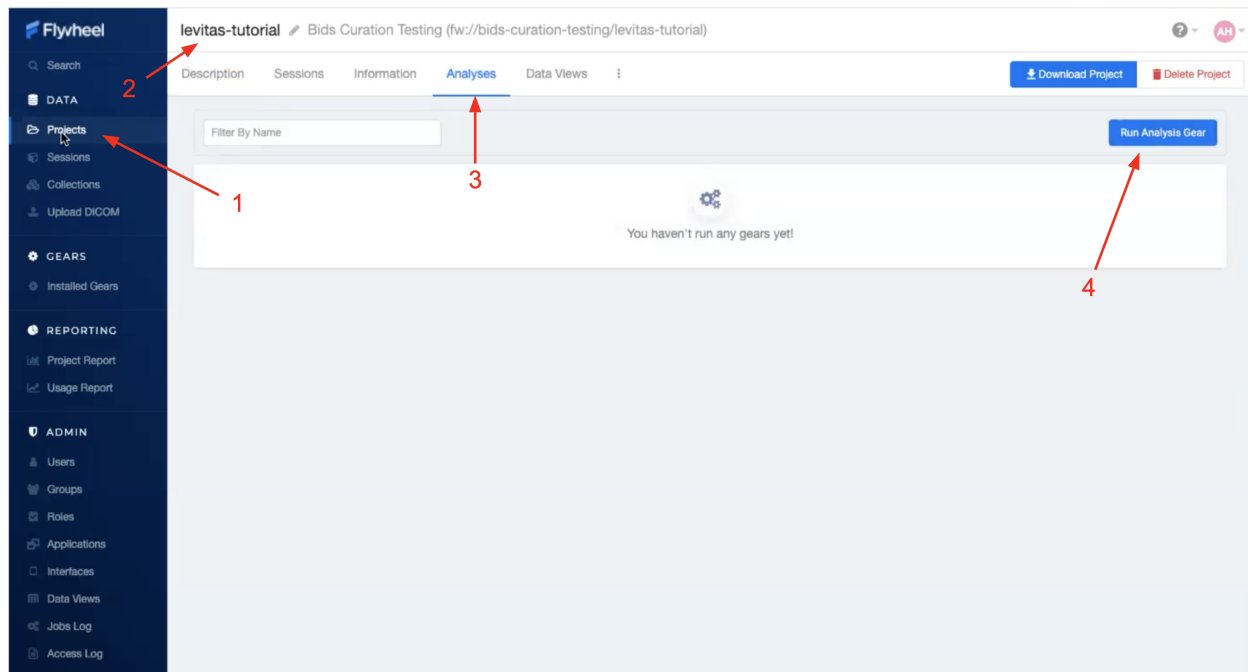 Flywheel
levitas-tutorial Bids Curation Testing (fw://bids-curation-testing/levitas-tutorial)
? AH
Search
Description Sessions Information Analyses Data Views
Download Project Delete Project
2
DATA
Projects
Filter By Name
Run Analysis Gear
Sessions
3
Collections
1
Upload DICOM
You haven't run any gears yet!
GEARS
4
Installed Gears
REPORTING
Project Report
Usage Report
ADMIN
Users
Groups
Roles
Applications
Interfaces
Data Views
Jobs Log
Access Log